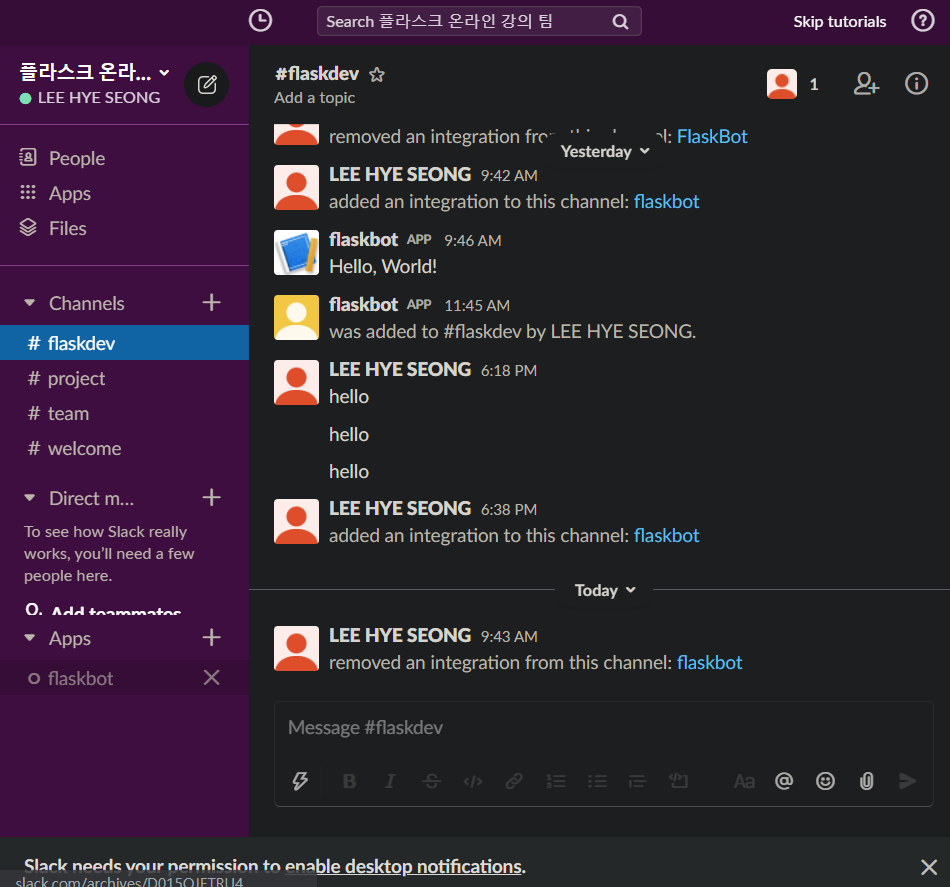 Search 플라스크 온라인 강의 팀
Skip tutorials
플라스크 온라...
LEE HYE SEONG
People
Apps
Files
Channels
# flaskdev
# project
# team
# welcome
Direct m...
To see how Slack really
works, you'll need a few
people here.
Add teammates
Apps
flaskbot
#flaskdev
Add a topic
1
removed an integration from this channel: FlaskBot
Yesterday
LEE HYE SEONG 9:42 AM
added an integration to this channel: flaskbot
flaskbot APP 9:46 AM
Hello, World!
flaskbot APP 11:45 AM
was added to #flaskdev by LEE HYE SEONG.
LEE HYE SEONG 6:18 PM
hello
hello
hello
LEE HYE SEONG 6:38 PM
added an integration to this channel: flaskbot
Today
LEE HYE SEONG 9:43 AM
removed an integration from this channel: flaskbot
Message #flaskdev
B I S </> Aa @
Slack needs your permission to enable desktop notifications.